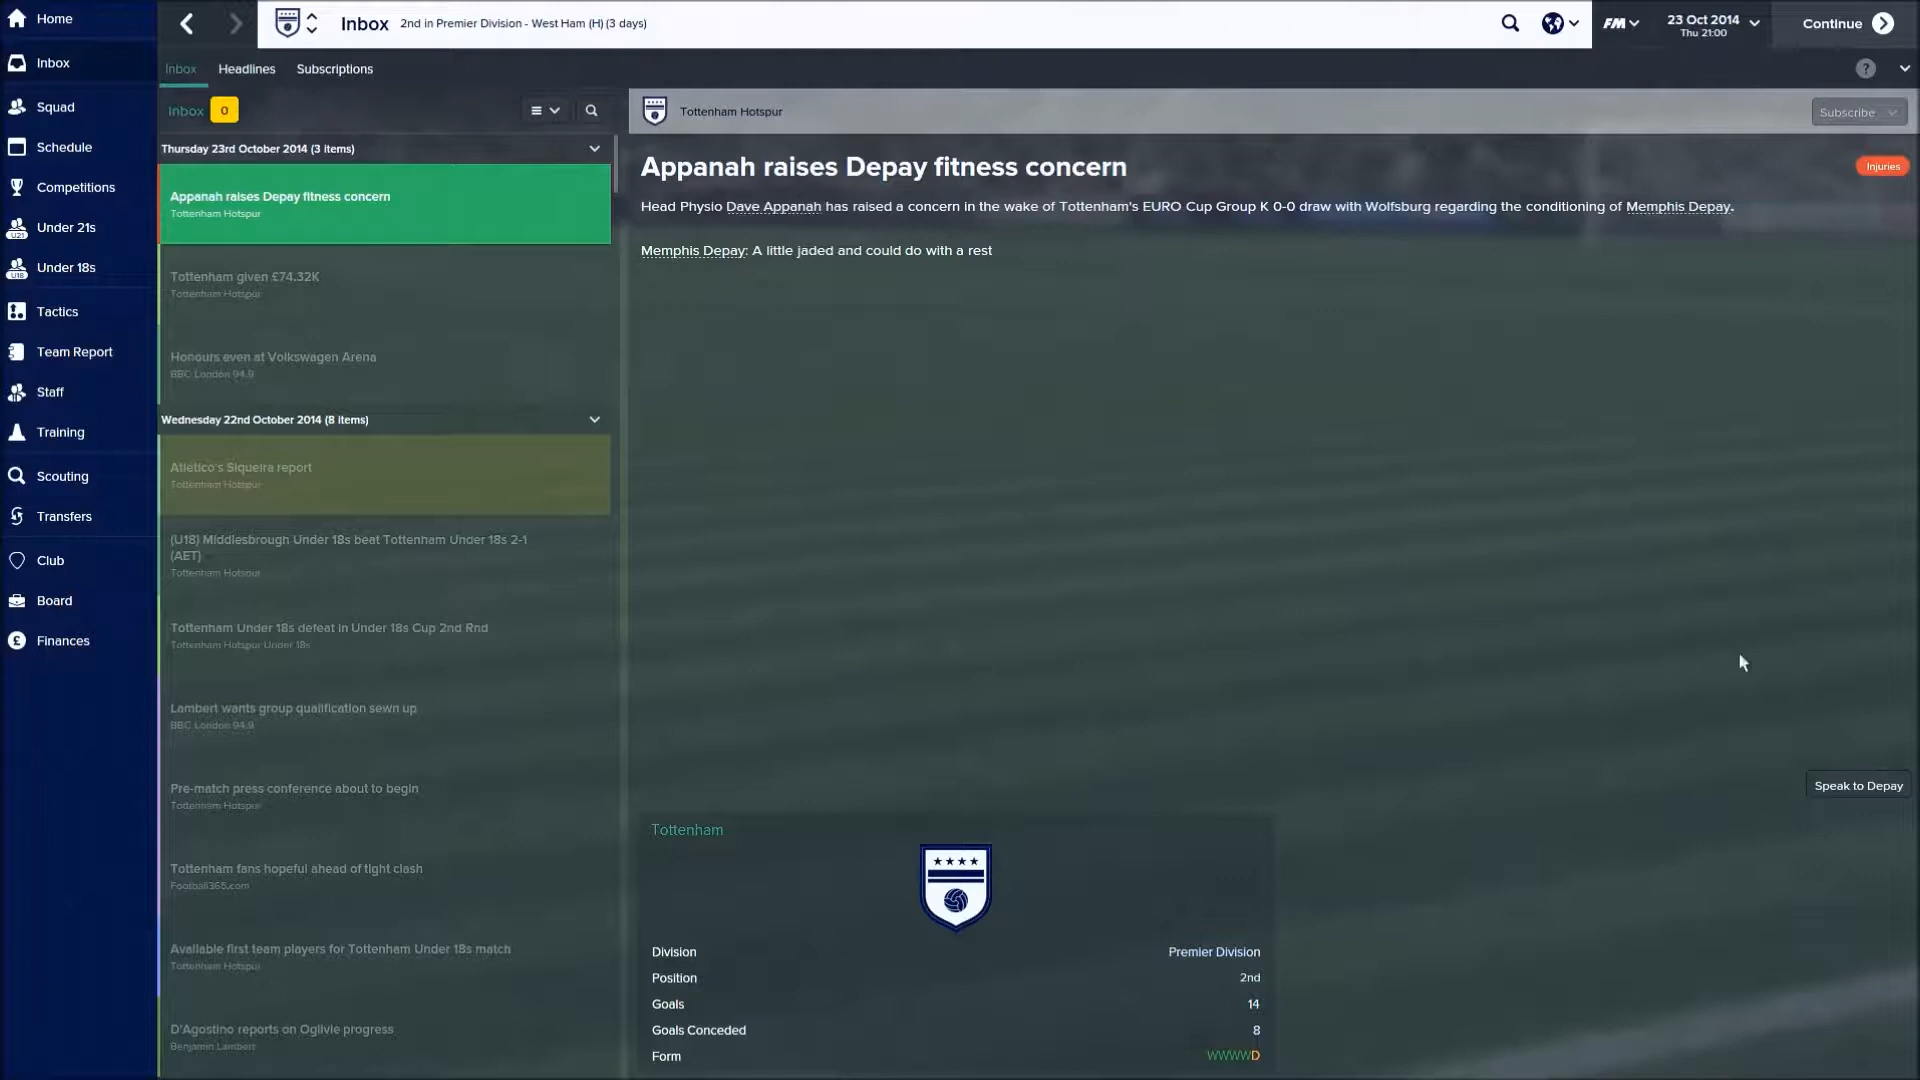 Home
Inbox
2nd in Premier Division - West Ham (H) (3 days)
FM
23 Oct 2014
Thu 21:00
Continue
Inbox
Squad
Schedule
Competitions
U21
Under 21s
U18
Under 18s
Tactics
Team Report
Staff
Training
Scouting
Transfers
Club
Board
£
Finances
Inbox
Headlines
Subscriptions
?
Inbox
0
Thursday 23rd October 2014 (3 items)
Appanah raises Depay fitness concern
Tottenham Hotspur
Tottenham given £74.32K
Tottenham Hotspur
Honours even at Volkswagen Arena
BBC London 94.9
Wednesday 22nd October 2014 (8 items)
Atlético's Siqueira report
Tottenham Hotspur
(U18) Middlesbrough Under 18s beat Tottenham Under 18s 2-1
(AET)
Tottenham Hotspur
Tottenham Under 18s defeat in Under 18s Cup 2nd Rnd
Tottenham Hotspur Under 18s
Lambert wants group qualification sewn up
BBC London 94.9
Pre-match press conference about to begin
Tottenham Hotspur
Tottenham fans hopeful ahead of tight clash
Football365.com
Available first team players for Tottenham Under 18s match
Tottenham Hotspur
D'Agostino reports on Ogilvie progress
Benjamin Lambert
Tottenham Hotspur
Subscribe
Appanah raises Depay fitness concern
Injuries
Head Physio Dave Appanah has raised a concern in the wake of Tottenham's EURO Cup Group K 0-0 draw with Wolfsburg regarding the conditioning of Memphis Depay.
Memphis Depay: A little jaded and could do with a rest
Speak to Depay
Tottenham
Division Premier Division
Position 2nd
Goals 14
Goals Conceded 8
Form WWWWD